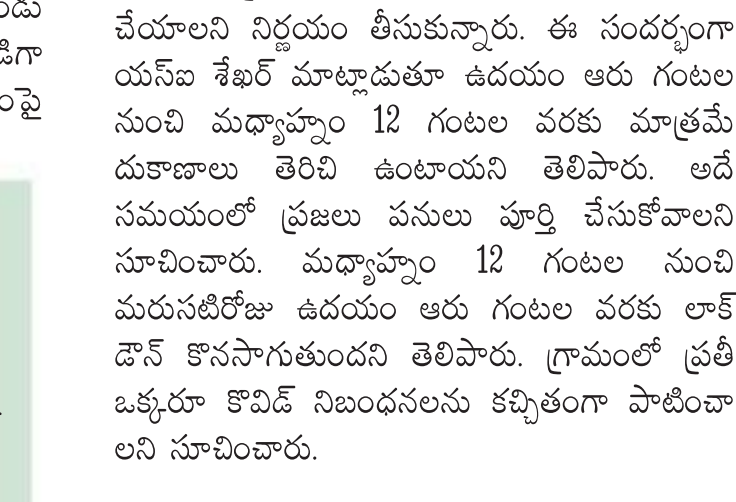 చేయాలని నిర్ణయం తీసుకున్నారు. ఈ సందర్భంగా
యస్ఐ శేఖర్ మాట్లాడుతూ ఉదయం ఆరు గంటల
నుంచి మధ్యాహ్నం 12 గంటల వరకు మాత్రమే
దుకాణాలు తెరిచి ఉంటాయని తెలిపారు. అదే
సమయంలో ప్రజలు పనులు పూర్తి చేసుకోవాలని
సూచించారు. మధ్యాహ్నం 12 గంటల నుంచి
మరుసటిరోజు ఉదయం ఆరు గంటల వరకు లాక్
డౌన్ కొనసాగుతుందని తెలిపారు. గ్రామంలో ప్రతీ
ఒక్కరూ కొవిడ్ నిబంధనలను కచ్చితంగా పాటించా
లని సూచించారు.